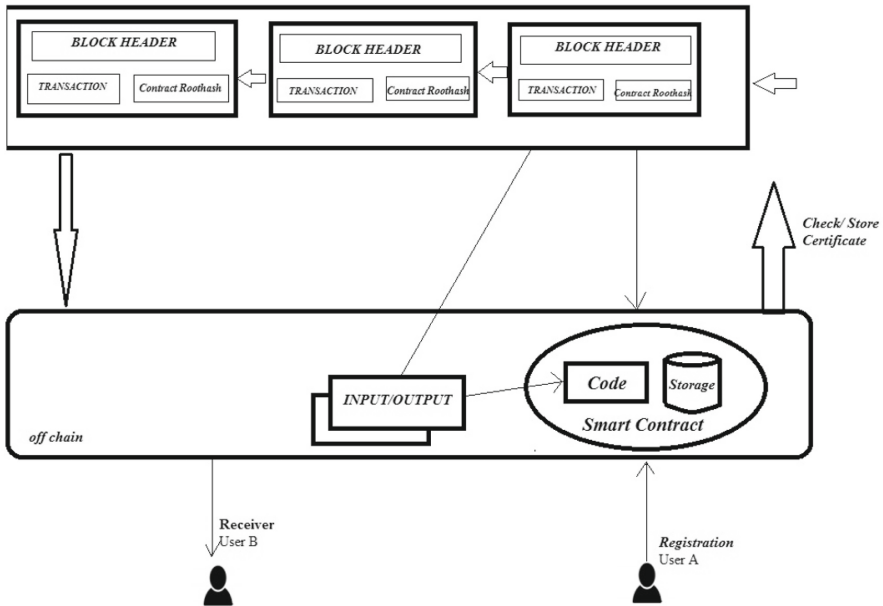 BLOCK HEADER
TRANSACTION
Contract Roothash
BLOCK HEADER
TRANSACTION
Contract Roothash
BLOCK HEADER
TRANSACTION
Contract Roothash
Check/ Store
Certificate
INPUT/OUTPUT
Code
Storage
Smart Contract
off chain
Receiver
User B
Registration
User A